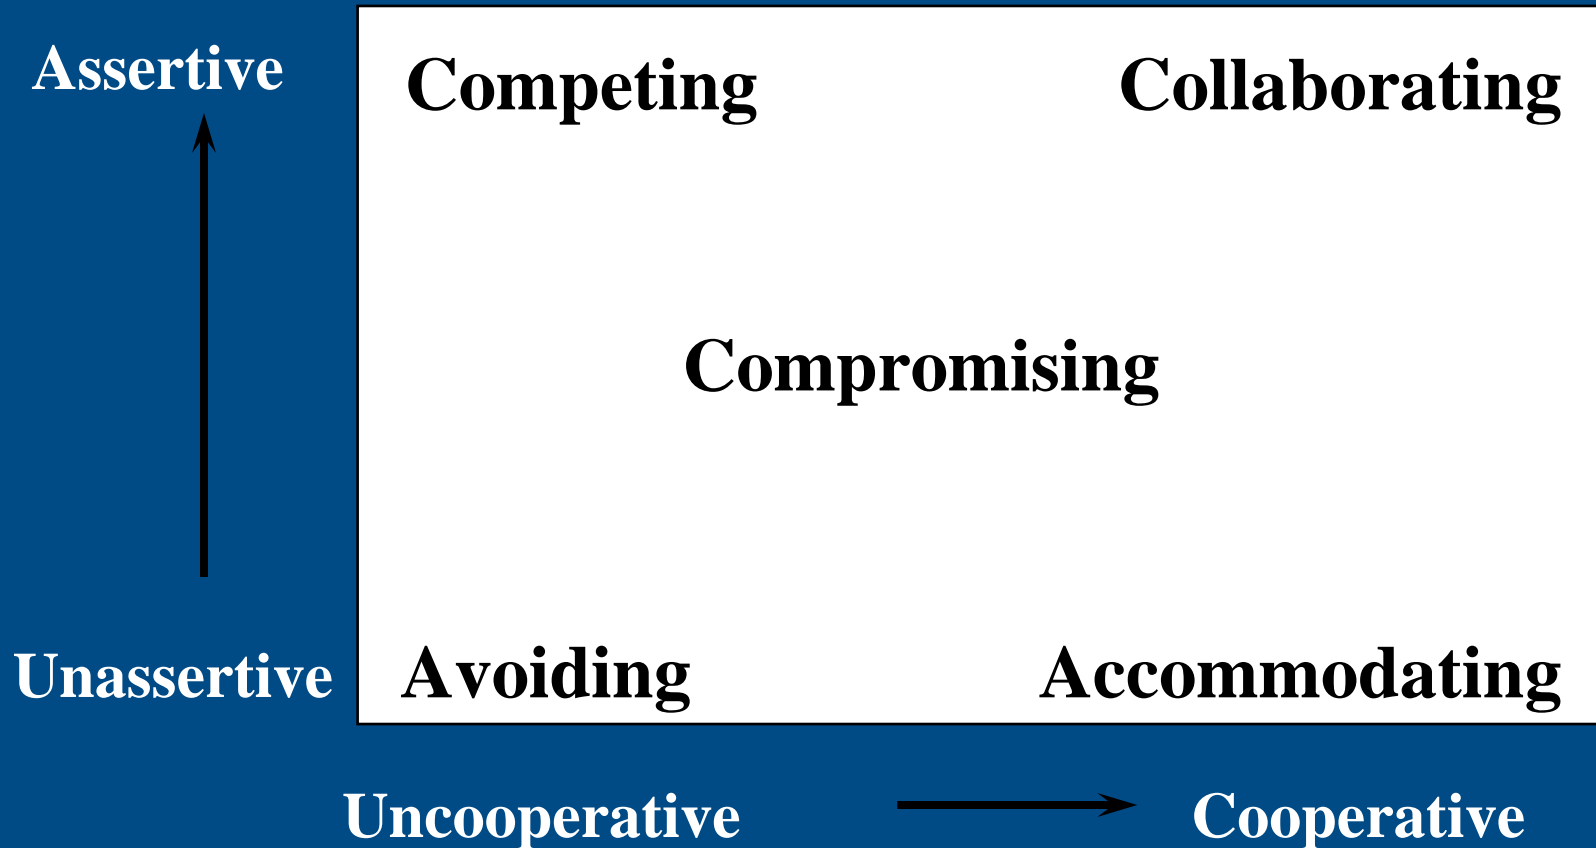 Assertive
Competing
Collaborating
Compromising
Unassertive
Avoiding
Accommodating
Uncooperative
Cooperative